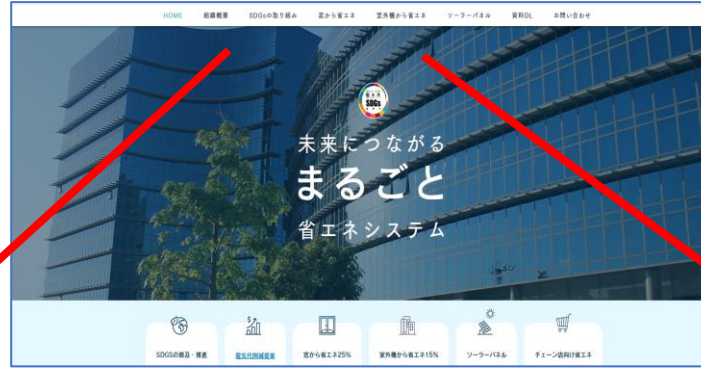 HOME 組織概要 SDGsの取り組み 窓から省エネ 室外機から省エネ ソーラーパネル 資料DL お問い合わせ
SDGs
未来につながる
まるごと
省エネシステム
SDGSの普及・推進 電気代削減提案 窓から省エネ25% 室外機から省エネ15% ソーラーパネル チェーン店向け省エネ